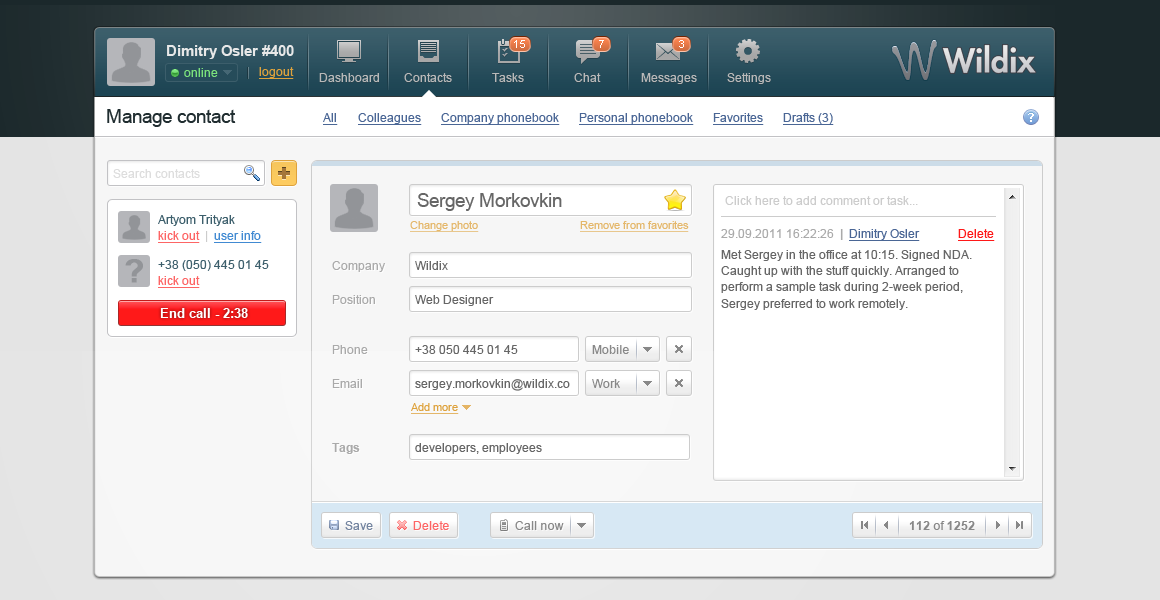 Dimitry Osler #400
online
logout
Dashboard
Contacts
15
Tasks
7
Chat
3
Messages
Settings
Wildix
Manage contact
All
Colleagues
Company phonebook
Personal phonebook
Favorites
Drafts (3)
?
Search contacts
Artyom Trityak
kick out | user info
?
+38 (050) 445 01 45
kick out
End call - 2:38
Sergey Morkovkin
Change photo
Remove from favorites
Company
Wildix
Position
Web Designer
Phone
+38 050 445 01 45
Mobile
Email
sergey.morkovkin@wildix.co
Work
Add more
Tags
developers, employees
Click here to add comment or task...
29.09.2011 16:22:26 | Dimitry Osler
Delete
Met Sergey in the office at 10:15. Signed NDA.
Caught up with the stuff quickly. Arranged to
perform a sample task during 2-week period,
Sergey preferred to work remotely.
Save
Delete
Call now
112 of 1252